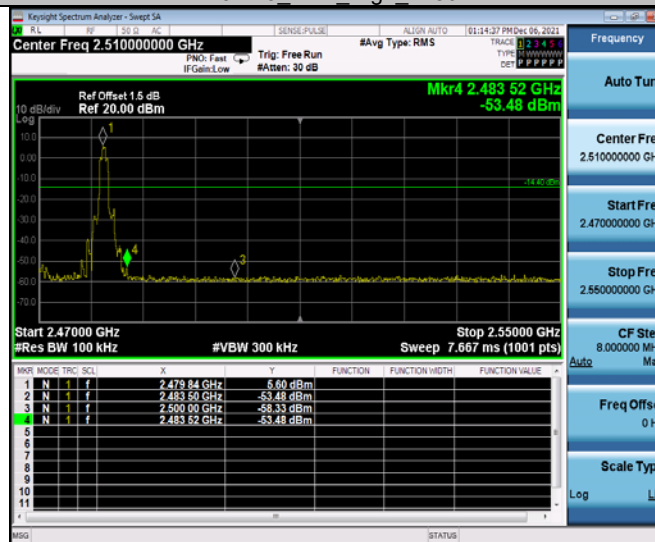 Keysight Spectrum Analyzer - Swept SA
RL RF 50 Ω AC SENSE:PULSE ALIGN AUTO 01:14:37 PM Dec 06, 2021
Center Freq 2.510000000 GHz #Avg Type: RMS TRACE 1 2 3 4 5 6
PNO: Fast Trig: Free Run TYPE M WWWWW
IFGain:Low #Atten: 30 dB DET P P P P P P
Mkr4 2.483 52 GHz
-53.48 dBm
Ref Offset 1.5 dB
10 dB/div Ref 20.00 dBm
Log
1
10.0
0.00
-10.0
-14.40 dBm
-20.0
-30.0
-40.0
4
-50.0
3
-60.0
-70.0
Start 2.47000 GHz Stop 2.55000 GHz
#Res BW 100 kHz #VBW 300 kHz Sweep 7.667 ms (1001 pts)
MKR MODE TRC SCL X Y FUNCTION FUNCTION WIDTH FUNCTION VALUE
1 N 1 f 2.479 84 GHz 5.60 dBm
2 N 1 f 2.483 50 GHz -53.48 dBm
3 N 1 f 2.500 00 GHz -58.33 dBm
4 N 1 f 2.483 52 GHz -53.48 dBm
5
6
7
8
9
10
11
MSG STATUS
Frequency
Auto Tun
Center Fre
2.510000000 GH
Start Fre
2.470000000 GH
Stop Fre
2.550000000 GH
CF Ste
8.000000 MH
Auto Ma
Freq Offse
0 H
Scale Typ
Log L